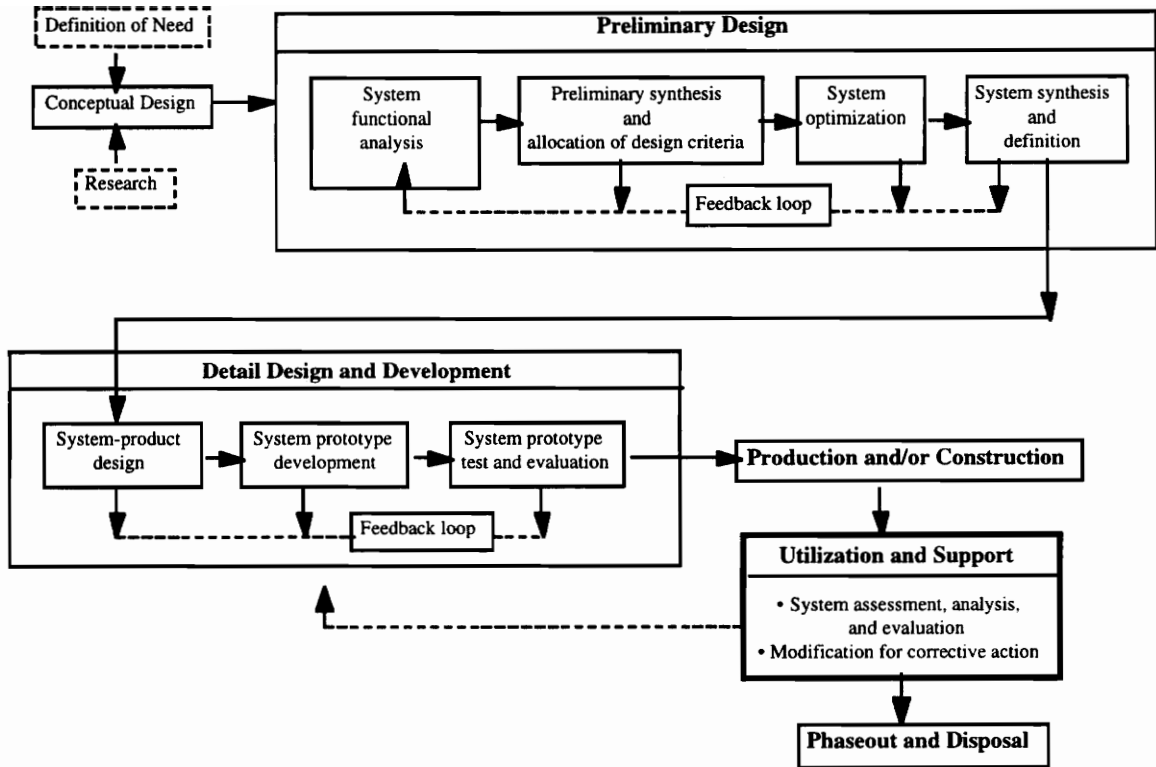 Definition of Need
Conceptual Design
Research
Preliminary Design
System
functional
analysis
Preliminary synthesis
and
allocation of design criteria
System
optimization
System synthesis
and
definition
Feedback loop
Detail Design and Development
System-product
design
System prototype
development
System prototype
test and evaluation
Feedback loop
Production and/or Construction
Utilization and Support
• System assessment, analysis,
and evaluation
• Modification for corrective action
Phaseout and Disposal